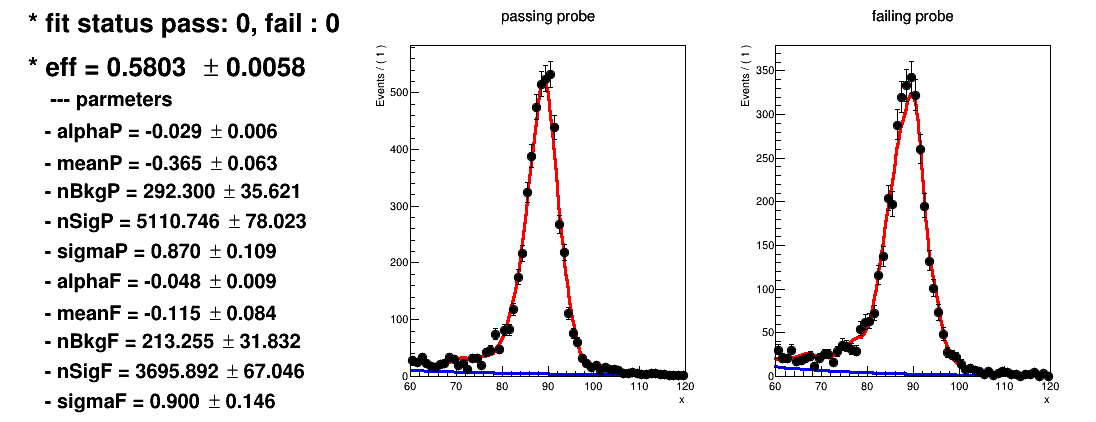 * fit status pass: 0, fail : 0
* eff = 0.5803 ± 0.0058
--- parmeters
- alphaP = -0.029 ± 0.006
- meanP = -0.365 ± 0.063
- nBkgP = 292.300 ± 35.621
- nSigP = 5110.746 ± 78.023
- sigmaP = 0.870 ± 0.109
- alphaF = -0.048 ± 0.009
- meanF = -0.115 ± 0.084
- nBkgF = 213.255 ± 31.832
- nSigF = 3695.892 ± 67.046
- sigmaF = 0.900 ± 0.146
passing probe
Events / ( 1 )
500
400
300
200
100
0
60 70 80 90 100 110 120
x
failing probe
Events / ( 1 )
350
300
250
200
150
100
50
0
60 70 80 90 100 110 120
x